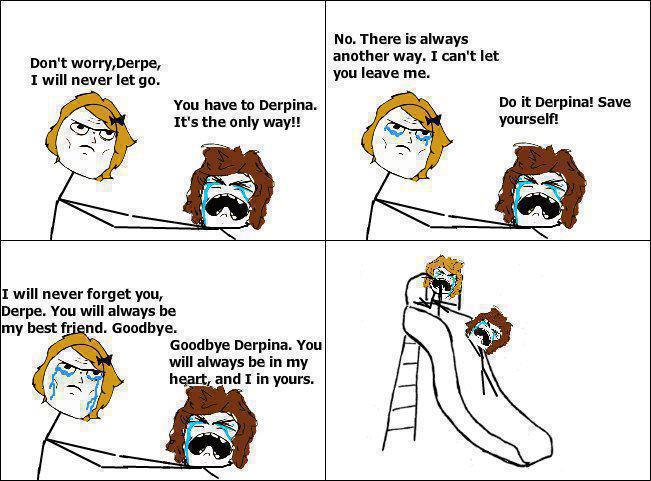 Don't worry,Derpe,
I will never let go.
You have to Derpina.
It's the only way!!
No. There is always
another way. I can't let
you leave me.
Do it Derpina! Save
yourself!
I will never forget you,
Derpe. You will always be
my best friend. Goodbye.
Goodbye Derpina. You
will always be in my
heart, and I in yours.